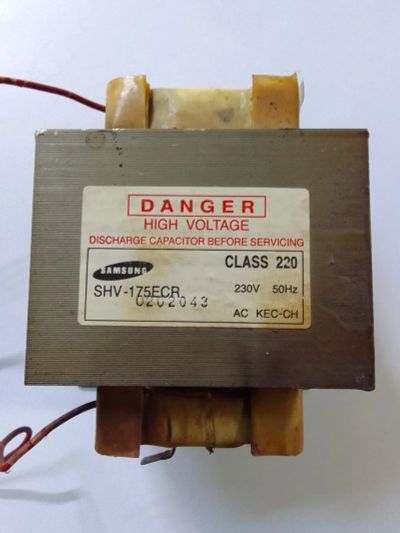 DANGER
HIGH VOLTAGE
DISCHARGE CAPACITOR BEFORE SERVICING
SAMSUNG
CLASS 220
SHV-175ECR
230V 50Hz
0202043
AC KEC-CH